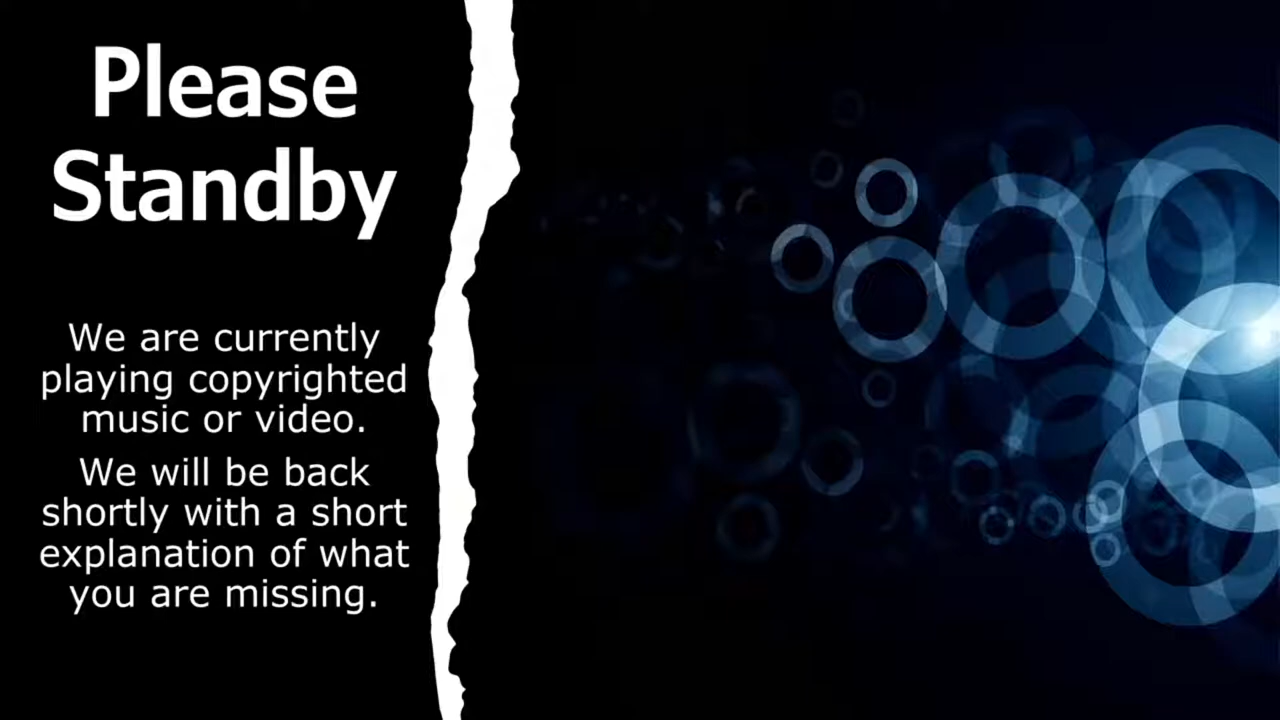 Please
Standby
We are currently
playing copyrighted
music or video.
We will be back
shortly with a short
explanation of what
you are missing.